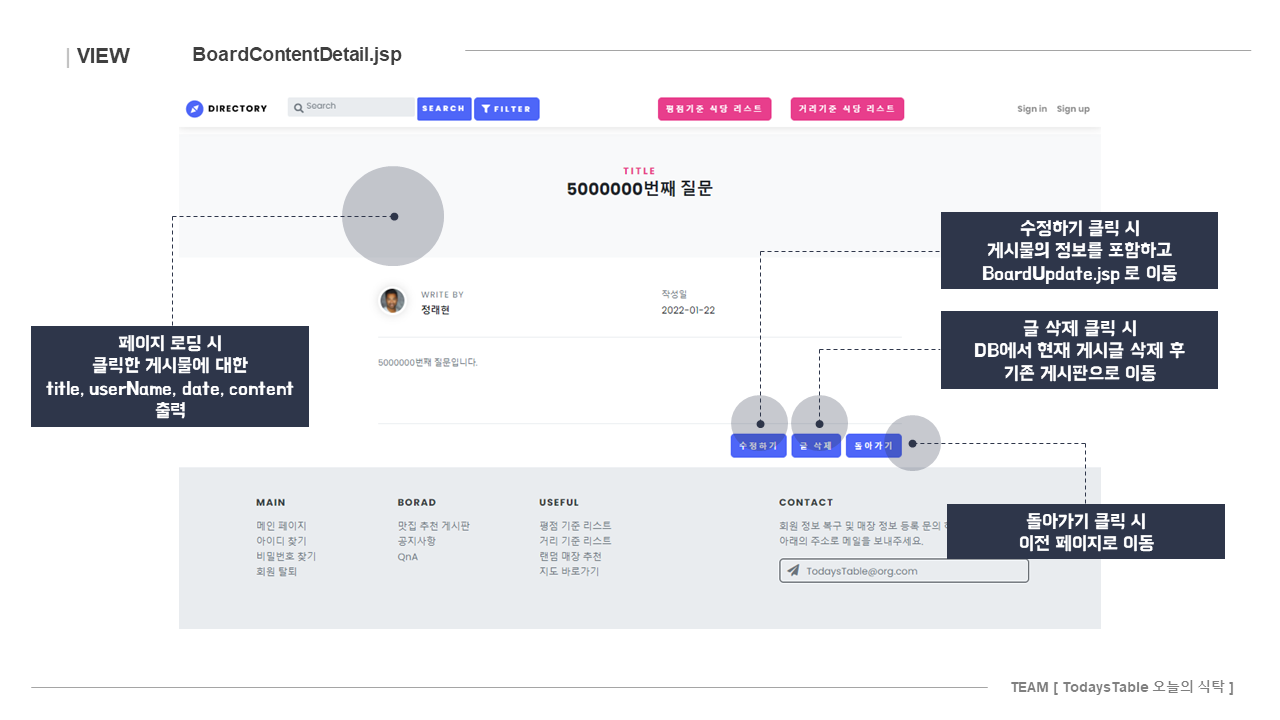 VIEW
BoardContentDetail.jsp
DIRECTORY
Search
SEARCH
FILTER
평점기준 식당 리스트
거리기준 식당 리스트
Sign in
Sign up
TITLE
5000000번째 질문
수정하기 클릭 시
게시물의 정보를 포함하고
BoardUpdate.jsp 로 이동
WRITE BY
정래현
작성일
2022-01-22
글 삭제 클릭 시
DB에서 현재 게시글 삭제 후
기존 게시판으로 이동
페이지 로딩 시
클릭한 게시물에 대한
title, userName, date, content
출력
5000000번째 질문입니다.
수정하기
글 삭제
돌아가기
돌아가기 클릭 시
이전 페이지로 이동
MAIN
메인 페이지
아이디 찾기
비밀번호 찾기
회원 탈퇴
BORAD
맛집 추천 게시판
공지사항
QnA
USEFUL
평점 기준 리스트
거리 기준 리스트
랜덤 매장 추천
지도 바로가기
CONTACT
회원 정보 복구 및 매장 정보 등록 문의
아래의 주소로 메일을 보내주세요.
TodaysTable@org.com
TEAM [ TodaysTable 오늘의 식탁 ]